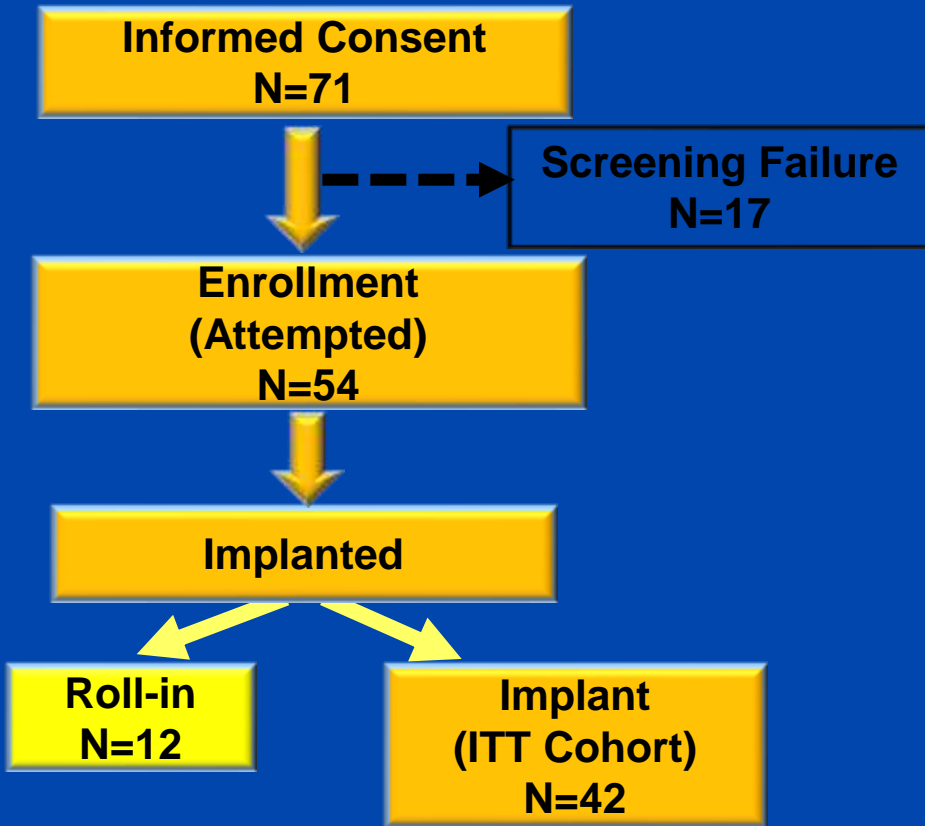 Informed Consent
N=71
Screening Failure
N=17
Enrollment
(Attempted)
N=54
Implanted
Roll-in
N=12
Implant
(ITT Cohort)
N=42